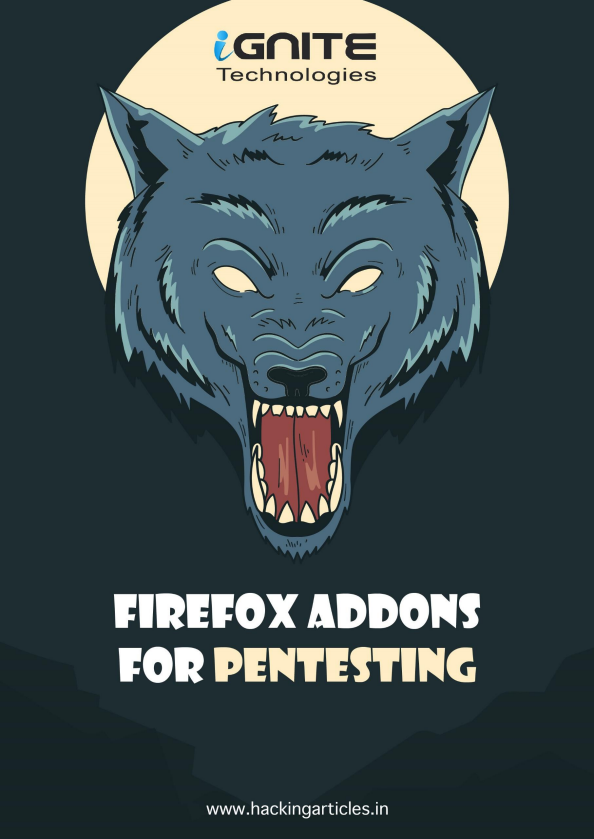 iGNITE
Technologies
FIREFOX ADDONS
FOR PENTESTING
www.hackingarticles.in